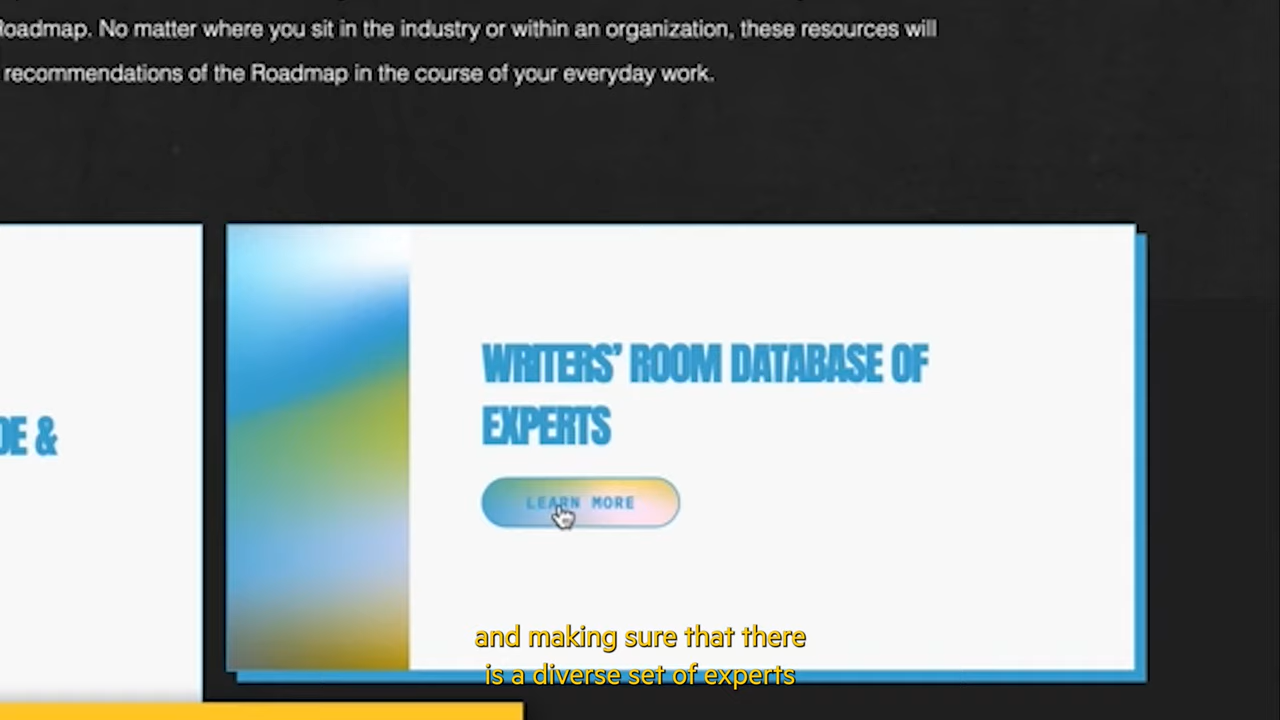 Roadmap. No matter where you sit in the industry or within an organization, these resources will
recommendations of the Roadmap in the course of your everyday work.
DE &
WRITERS’ ROOM DATABASE OF
EXPERTS
LEARN MORE
and making sure that there
is a diverse set of experts